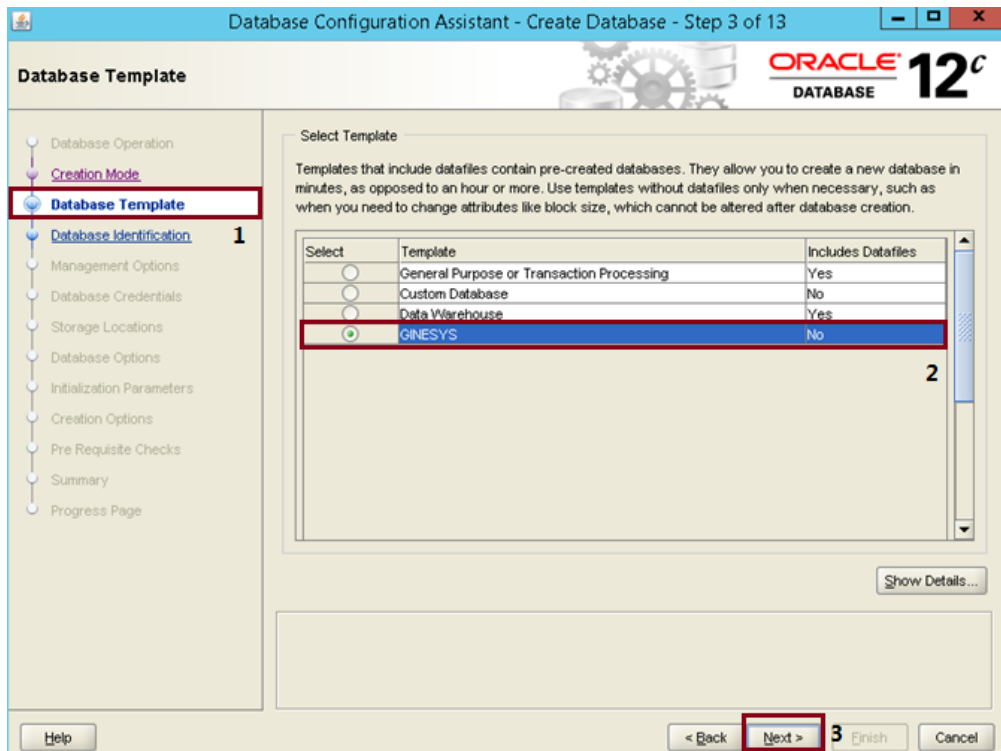 Database Configuration Assistant - Create Database - Step 3 of 13
Database Template
ORACLE DATABASE 12c
Database Operation
Creation Mode
Database Template
Database Identification 1
Management Options
Database Credentials
Storage Locations
Database Options
Initialization Parameters
Creation Options
Pre Requisite Checks
Summary
Progress Page
Select Template
Templates that include datafiles contain pre-created databases. They allow you to create a new database in
minutes, as opposed to an hour or more. Use templates without datafiles only when necessary, such as
when you need to change attributes like block size, which cannot be altered after database creation.
Select Template Includes Datafiles
General Purpose or Transaction Processing Yes
Custom Database No
Data Warehouse Yes
GINESYS No
2
Show Details...
Help < Back Next > 3 Finish Cancel